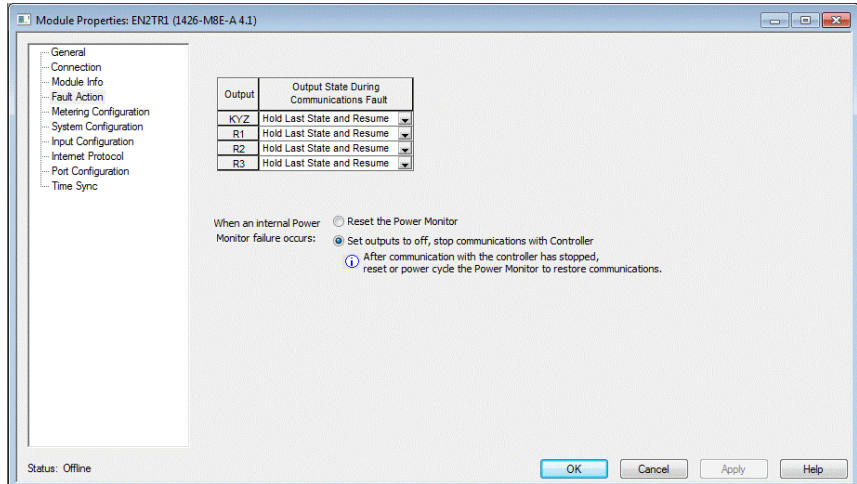 Module Properties: EN2TR1 (1426-M8E-A 4.1)
General
Connection
Module Info
Fault Action
Metering Configuration
System Configuration
Input Configuration
Internet Protocol
Port Configuration
Time Sync
Output
Output State During
Communications Fault
KYZ Hold Last State and Resume
R1 Hold Last State and Resume
R2 Hold Last State and Resume
R3 Hold Last State and Resume
When an internal Power
Monitor failure occurs:
Reset the Power Monitor
Set outputs to off, stop communications with Controller
After communication with the controller has stopped,
reset or power cycle the Power Monitor to restore communications.
Status: Offline
OK Cancel Apply Help